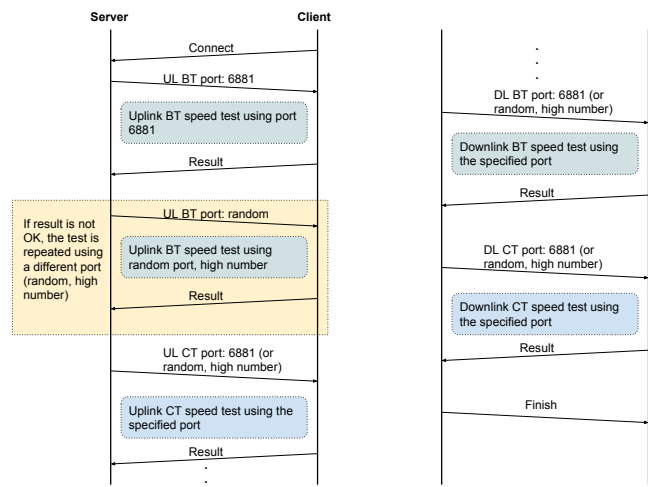 Server
Client
Connect
UL BT port: 6881
Uplink BT speed test using port
6881
Result
If result is not
OK, the test is
repeated using
a different port
(random, high
number)
UL BT port: random
Uplink BT speed test using
random port, high number
Result
UL CT port: 6881 (or
random, high number)
Uplink CT speed test using the
specified port
Result
DL BT port: 6881 (or
random, high number)
Downlink BT speed test using
the specified port
Result
DL CT port: 6881 (or
random, high number)
Downlink CT speed test using
the specified port
Result
Finish